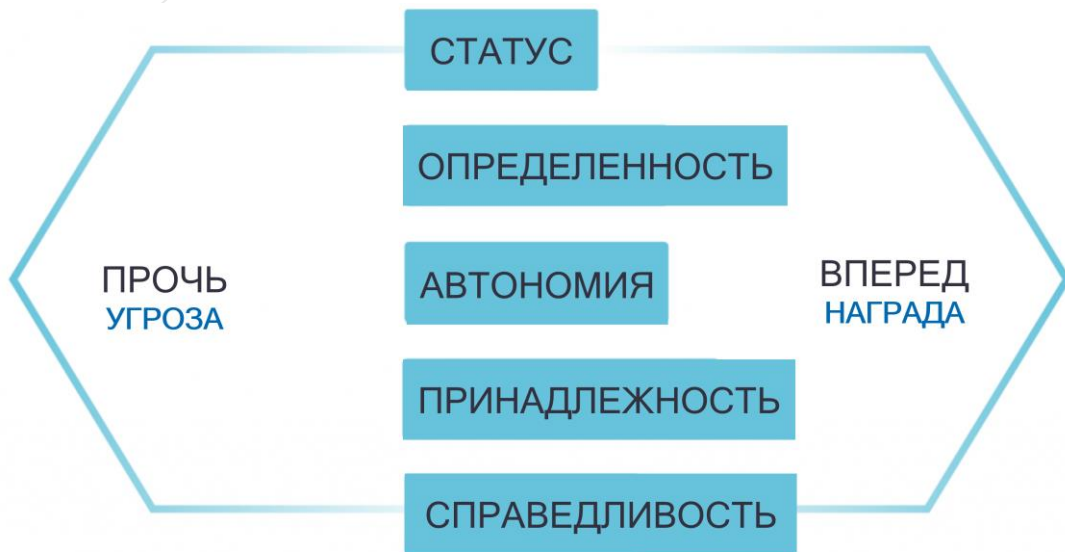 СТАТУС
ОПРЕДЕЛЕННОСТЬ
ПРОЧЬ
УГРОЗА
АВТОНОМИЯ
ВПЕРЕД
НАГРАДА
ПРИНАДЛЕЖНОСТЬ
СПРАВЕДЛИВОСТЬ